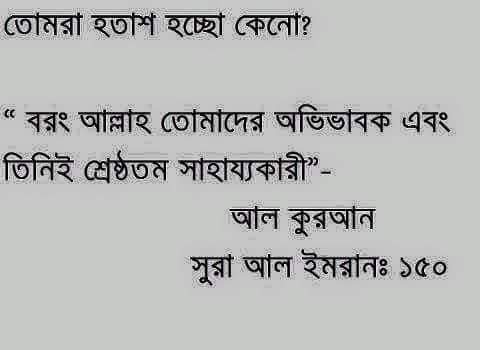 তোমরা হতাশ হচ্ছো কেনো?
“ বরং আল্লাহ তোমাদের অভিভাবক এবং
তিনিই শ্রেষ্ঠতম সাহায্যকারী”-
আল কুরআন
সুরা আল ইমরানঃ ১৫০